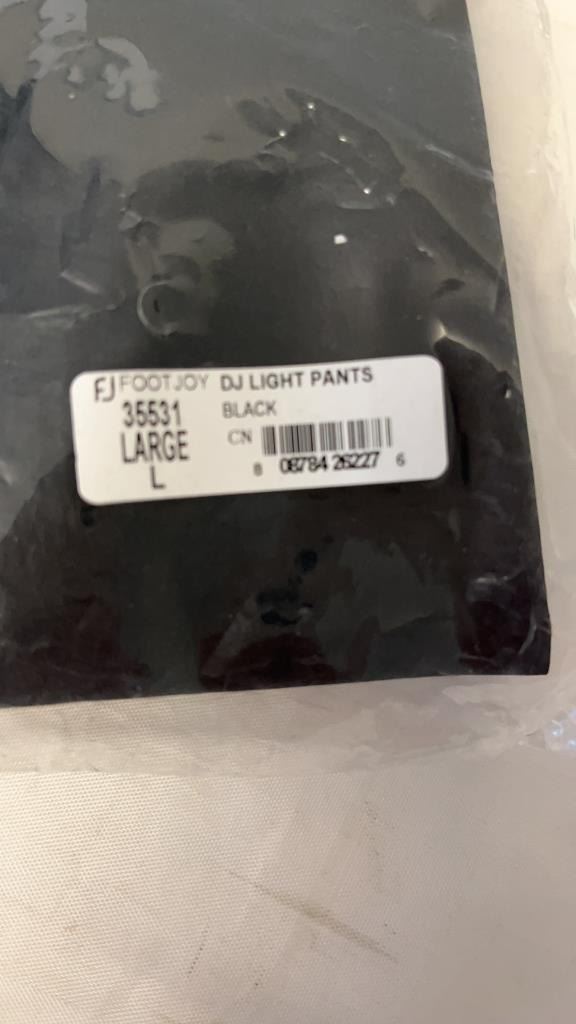 FJ FOOTJOY DJ LIGHT PANTS
35531 BLACK
LARGE CN
L
8 08784 26227 6